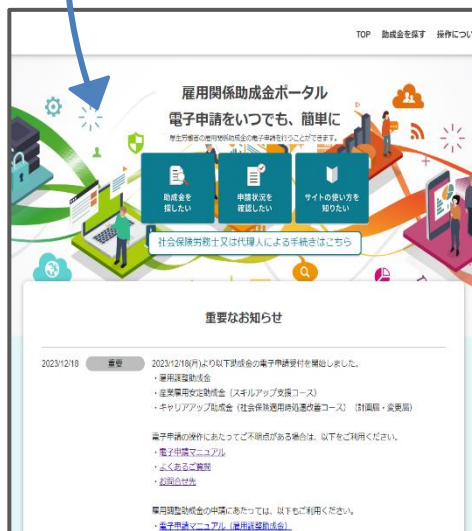 TOP 助成金を探す 操作につい
雇用関係助成金ポータル
電子申請をいつでも、簡単に
厚生労働省の雇用関係助成金の電子申請を行うことができます。
助成金を
探したい
申請状況を
確認したい
サイトの使い方を
知りたい
社会保険労務士又は代理人による手続きはこちら
重要なお知らせ
2023/12/18 重要 2023/12/18(月)より以下助成金の電子申請受付を開始しました。
・雇用調整助成金
・産業雇用安定助成金（スキルアップ支援コース）
・キャリアアップ助成金（社会保険適用時処遇改善コース）（計画届・変更届）
電子申請の操作にあたってご不明点がある場合は、以下をご利用ください。
・電子申請マニュアル
・よくあるご質問
・お問合せ先
雇用調整助成金の申請にあたっては、以下もご利用ください。
・電子申請マニュアル（雇用調整助成金）